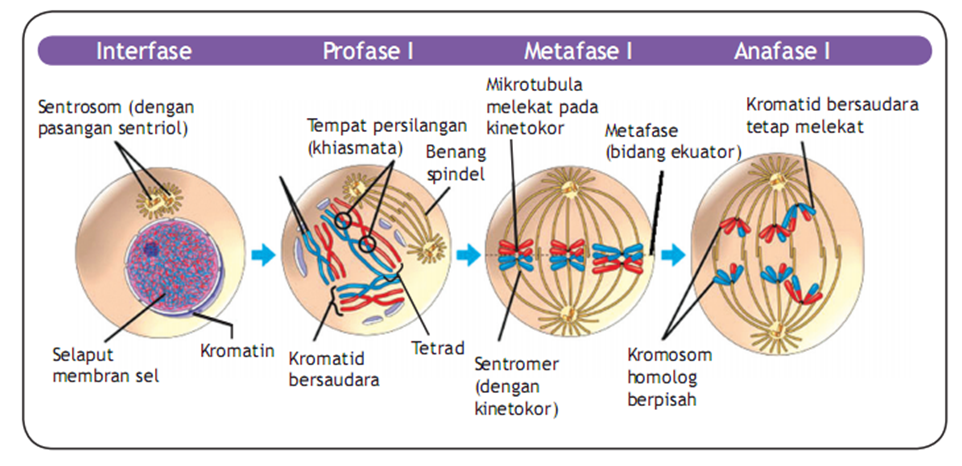 Interfase
Profase I
Metafase I
Anafase I
Sentrosom (dengan
pasangan sentriol)
Selaput
membran sel
Kromatin
Tempat persilangan
(khiasmata)
Benang
spindel
Kromatid
bersaudara
Tetrad
Mikrotubula
melekat pada
kinetokor
Metafase
(bidang ekuator)
Sentromer
(dengan
kinetokor)
Kromatid bersaudara
tetap melekat
Kromosom
homolog
berpisah